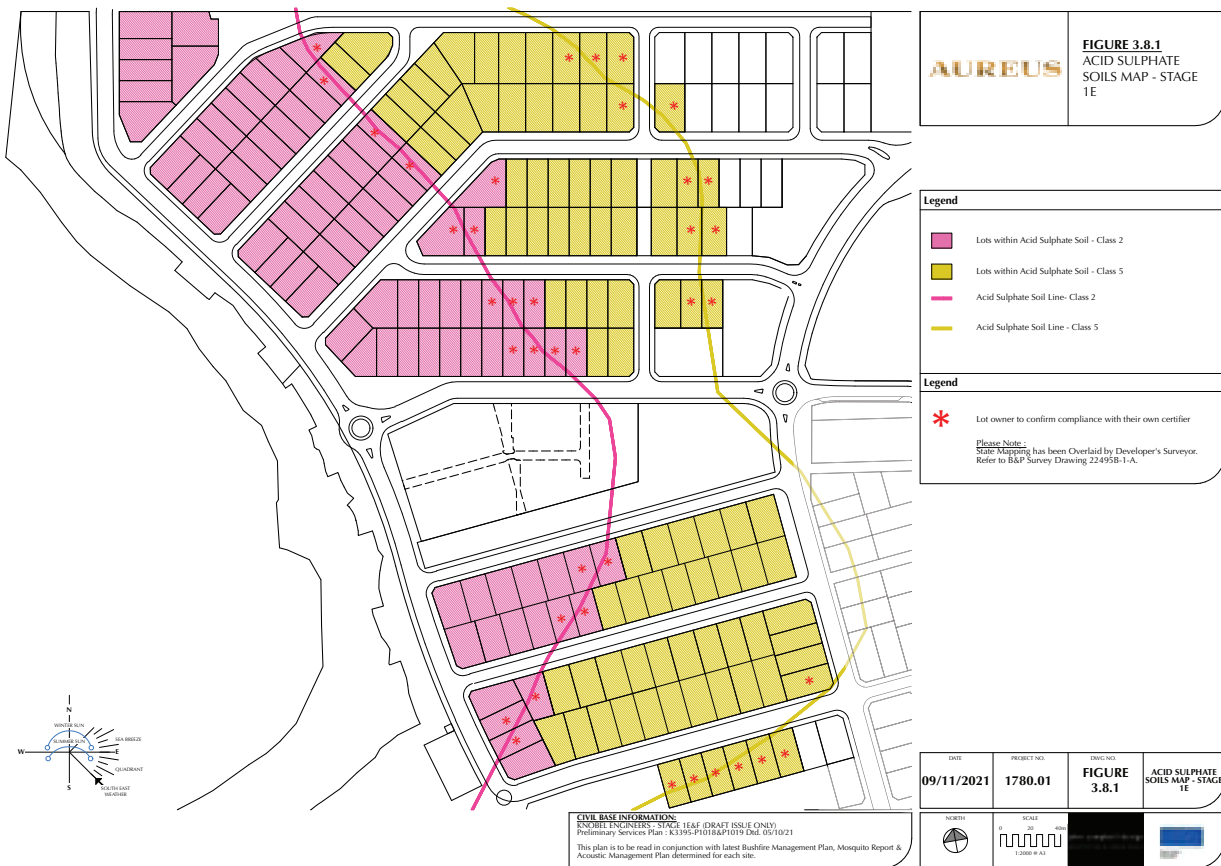 AUREUS
FIGURE 3.8.1
ACID SULPHATE
SOILS MAP - STAGE
1E
Legend
Lots within Acid Sulphate Soil - Class 2
Lots within Acid Sulphate Soil - Class 5
Acid Sulphate Soil Line- Class 2
Acid Sulphate Soil Line - Class 5
Legend
* Lot owner to confirm compliance with their own certifier
Please Note :
State Mapping has been Overlaid by Developer's Surveyor.
Refer to B&P Survey Drawing 22495B-1-A.
N
WINTER SUN
SUMMER SUN
SEA BREEZE
W
E
QUADRANT
S
SOUTH EAST
WEATHER
CIVIL BASE INFORMATION:
KNOBEL ENGINEERS - STAGE 1E&F (DRAFT ISSUE ONLY)
Preliminary Services Plan : K3395-P1018&P1019 Dtd. 05/10/21
This plan is to be read in conjunction with latest Bushfire Management Plan, Mosquito Report &
Acoustic Management Plan determined for each site.
DATE
09/11/2021
PROJECT NO.
1780.01
DWG NO.
FIGURE
3.8.1
ACID SULPHATE
SOILS MAP - STAGE
1E
NORTH
SCALE
0 20 40m
1:2000 @ A3